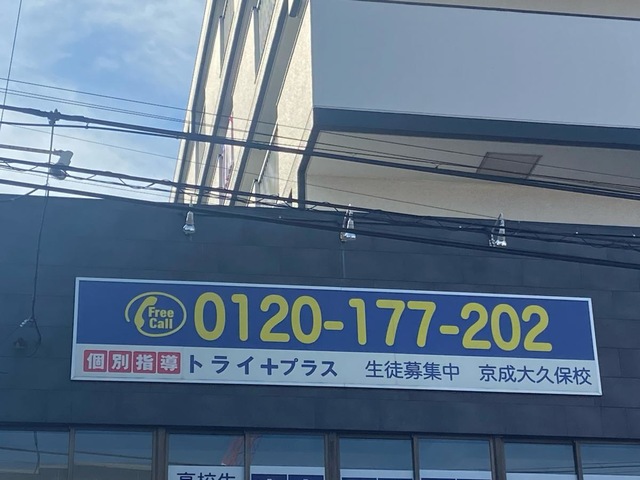 Free Call 0120-177-202
個別指導 トライ+プラス 生徒募集中 京成大久保校
高校生